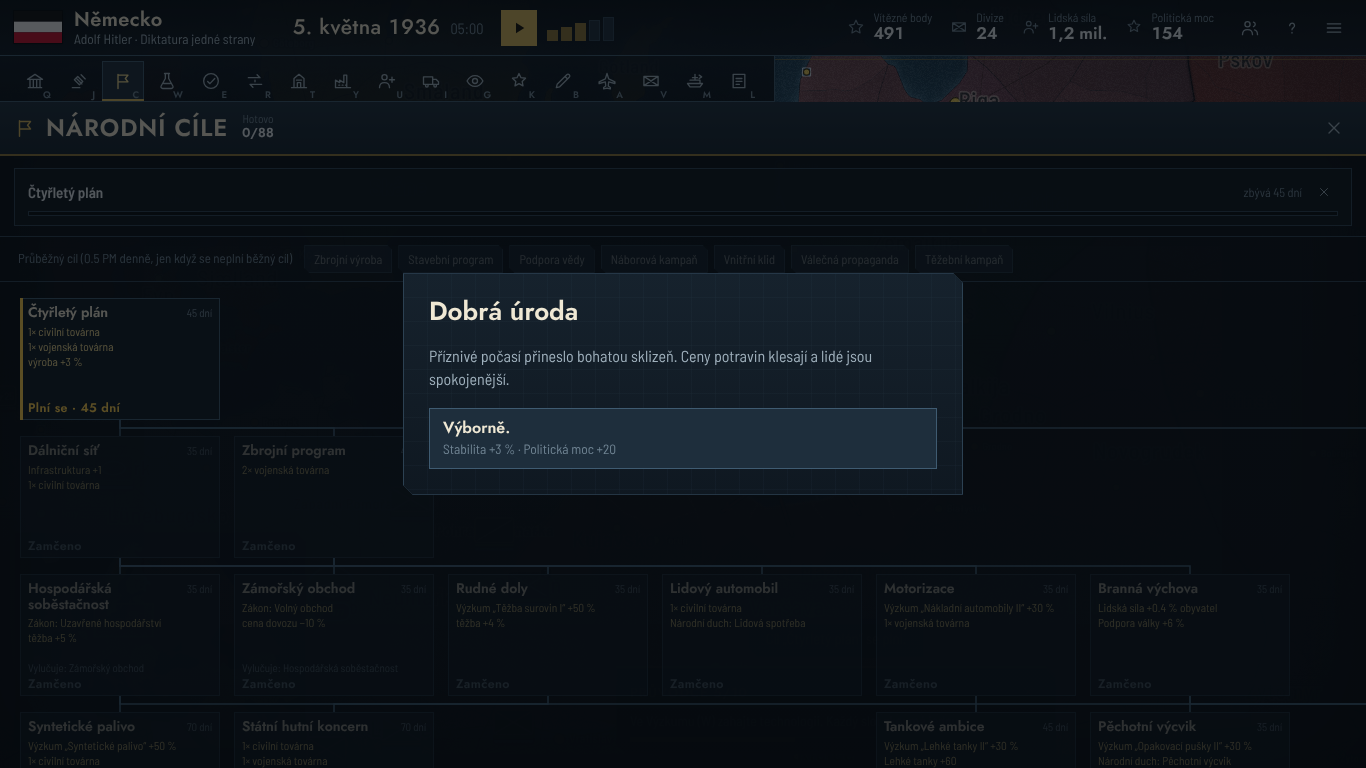 Německo
Adolf Hitler · Diktatura jedné strany
5. května 1936 05:00
Vítězné body
491
Divize
24
Lidská síla
1,2 mil.
Politická moc
154
?
Q J C W E R T Y U I G K B A V M L
Pskov
Riga
NÁRODNÍ CÍLE
Hotovo
0/88
Čtyřletý plán
zbývá 45 dní
Průběžný cíl (0.5 PM denně, jen když se neplní běžný cíl)
Zbrojní výroba
Stavební program
Podpora vědy
Náborová kampaň
Vnitřní klid
Válečná propaganda
Těžební kampaň
Čtyřletý plán
45 dní
1× civilní továrna
1× vojenská továrna
výroba +3 %
Plní se · 45 dní
Dobrá úroda
Příznivé počasí přineslo bohatou sklizeň. Ceny potravin klesají a lidé jsou
spokojenější.
Výborně.
Stabilita +3 % · Politická moc +20
Dálniční síť
35 dní
Infrastruktura +1
1× civilní továrna
Zamčeno
Zbrojní program
2× vojenská továrna
Zamčeno
Hospodářská
soběstačnost
35 dní
Zákon: Uzavřené hospodářství
těžba +5 %
Vylučuje: Zámořský obchod
Zamčeno
Zámořský obchod
35 dní
Zákon: Volný obchod
cena dovozu −10 %
Vylučuje: Hospodářská soběstačnost
Zamčeno
Rudné doly
35 dní
Výzkum „Těžba surovin I“ +50 %
těžba +4 %
Zamčeno
Lidový automobil
35 dní
1× civilní továrna
Národní duch: Lidová spotřeba
Zamčeno
Motorizace
35 dní
Výzkum „Nákladní automobily II“ +30 %
1× vojenská továrna
Zamčeno
Branná výchova
35 dní
Lidská síla +0,4 % obyvatel
Podpora války +6 %
Zamčeno
Syntetické palivo
70 dní
Výzkum „Syntetické palivo“ +50 %
1× civilní továrna
Státní hutní koncern
70 dní
1× civilní továrna
1× vojenská továrna
Tankové ambice
45 dní
Výzkum „Lehké tanky II“ +30 %
Lehké tanky +60
Pěchotní výcvik
35 dní
Výzkum „Opakovací pušky II“ +30 %
Národní duch: Pěchotní výcvik